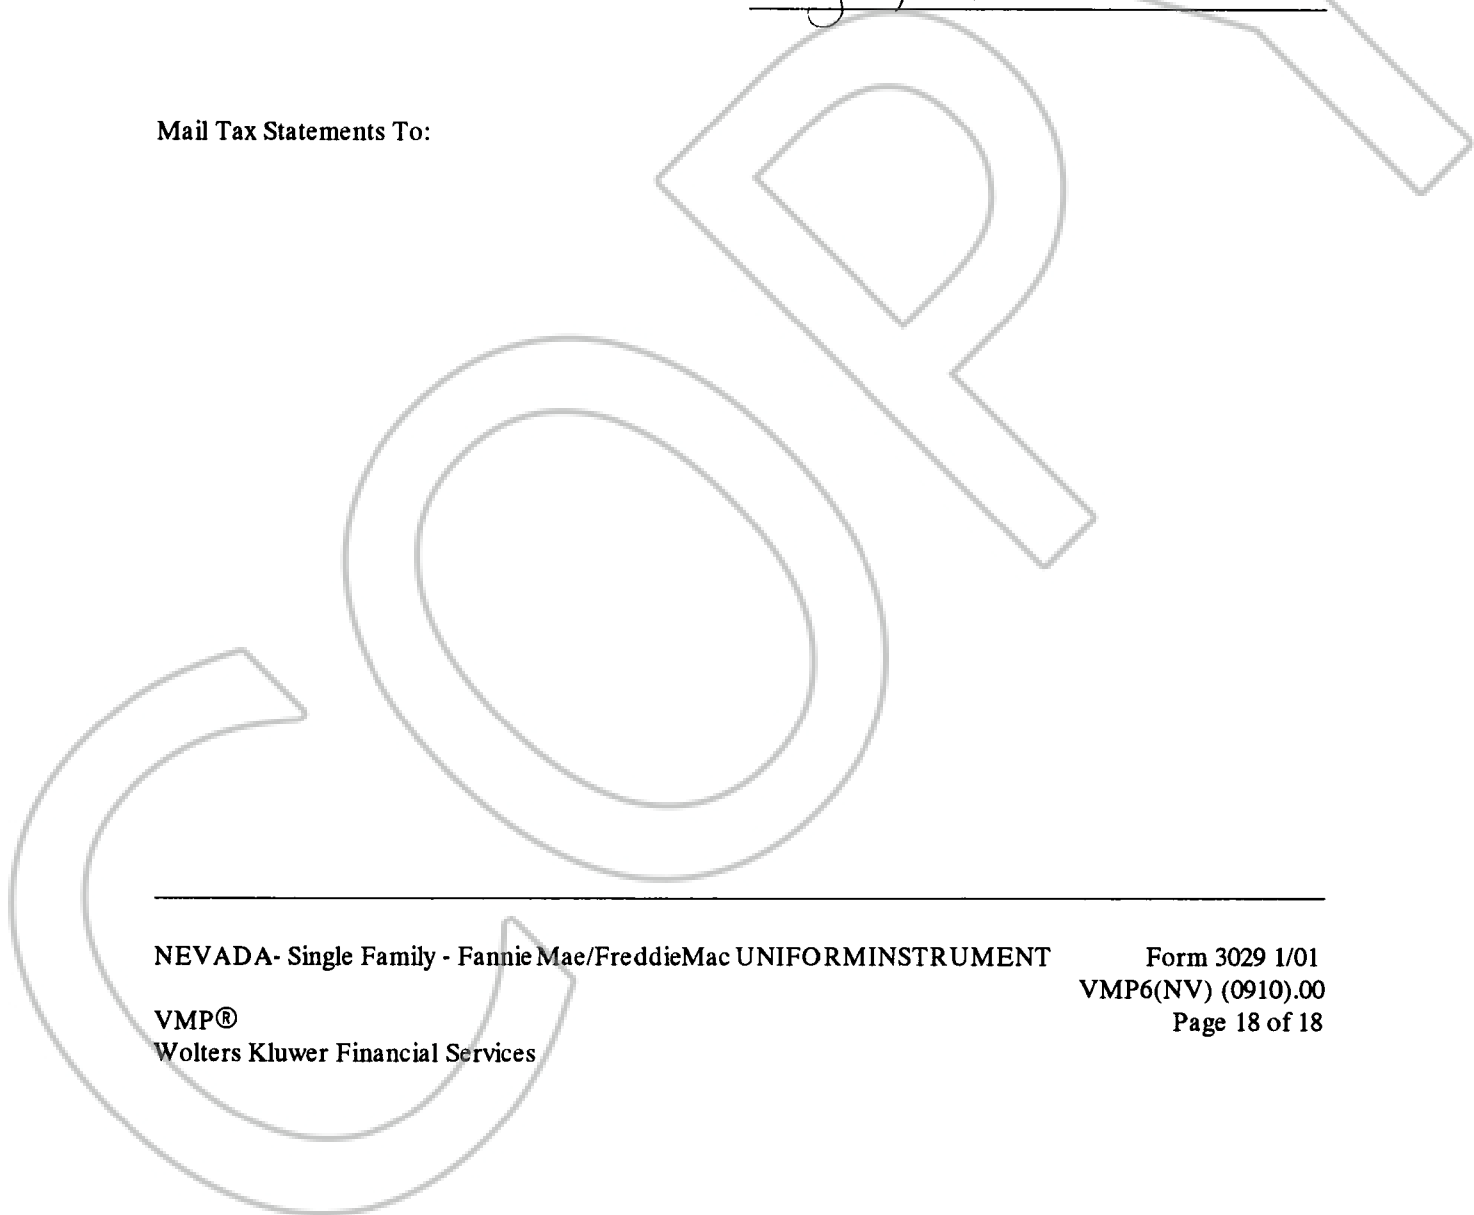 Mail Tax Statements To:
COPY
NEVADA- Single Family - Fannie Mae/FreddieMac UNIFORMINSTRUMENT Form 3029 1/01
VMP6(NV) (0910).00
VMP® Page 18 of 18
Wolters Kluwer Financial Services